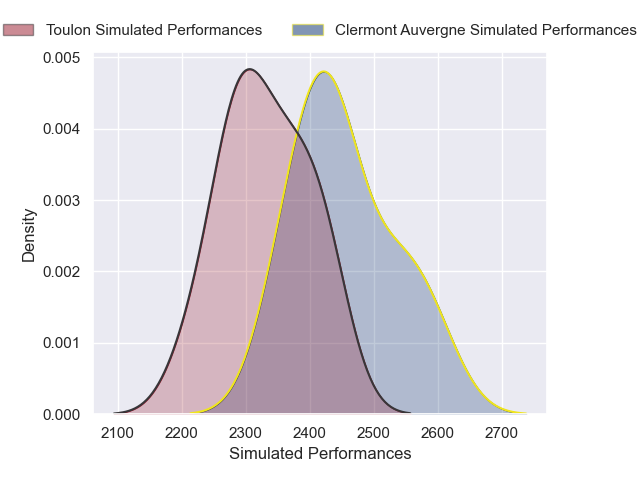 Toulon Simulated Performances
Clermont Auvergne Simulated Performances
0.005
0.004
0.003
0.002
0.001
0.000
Density
2100 2200 2300 2400 2500 2600 2700
Simulated Performances